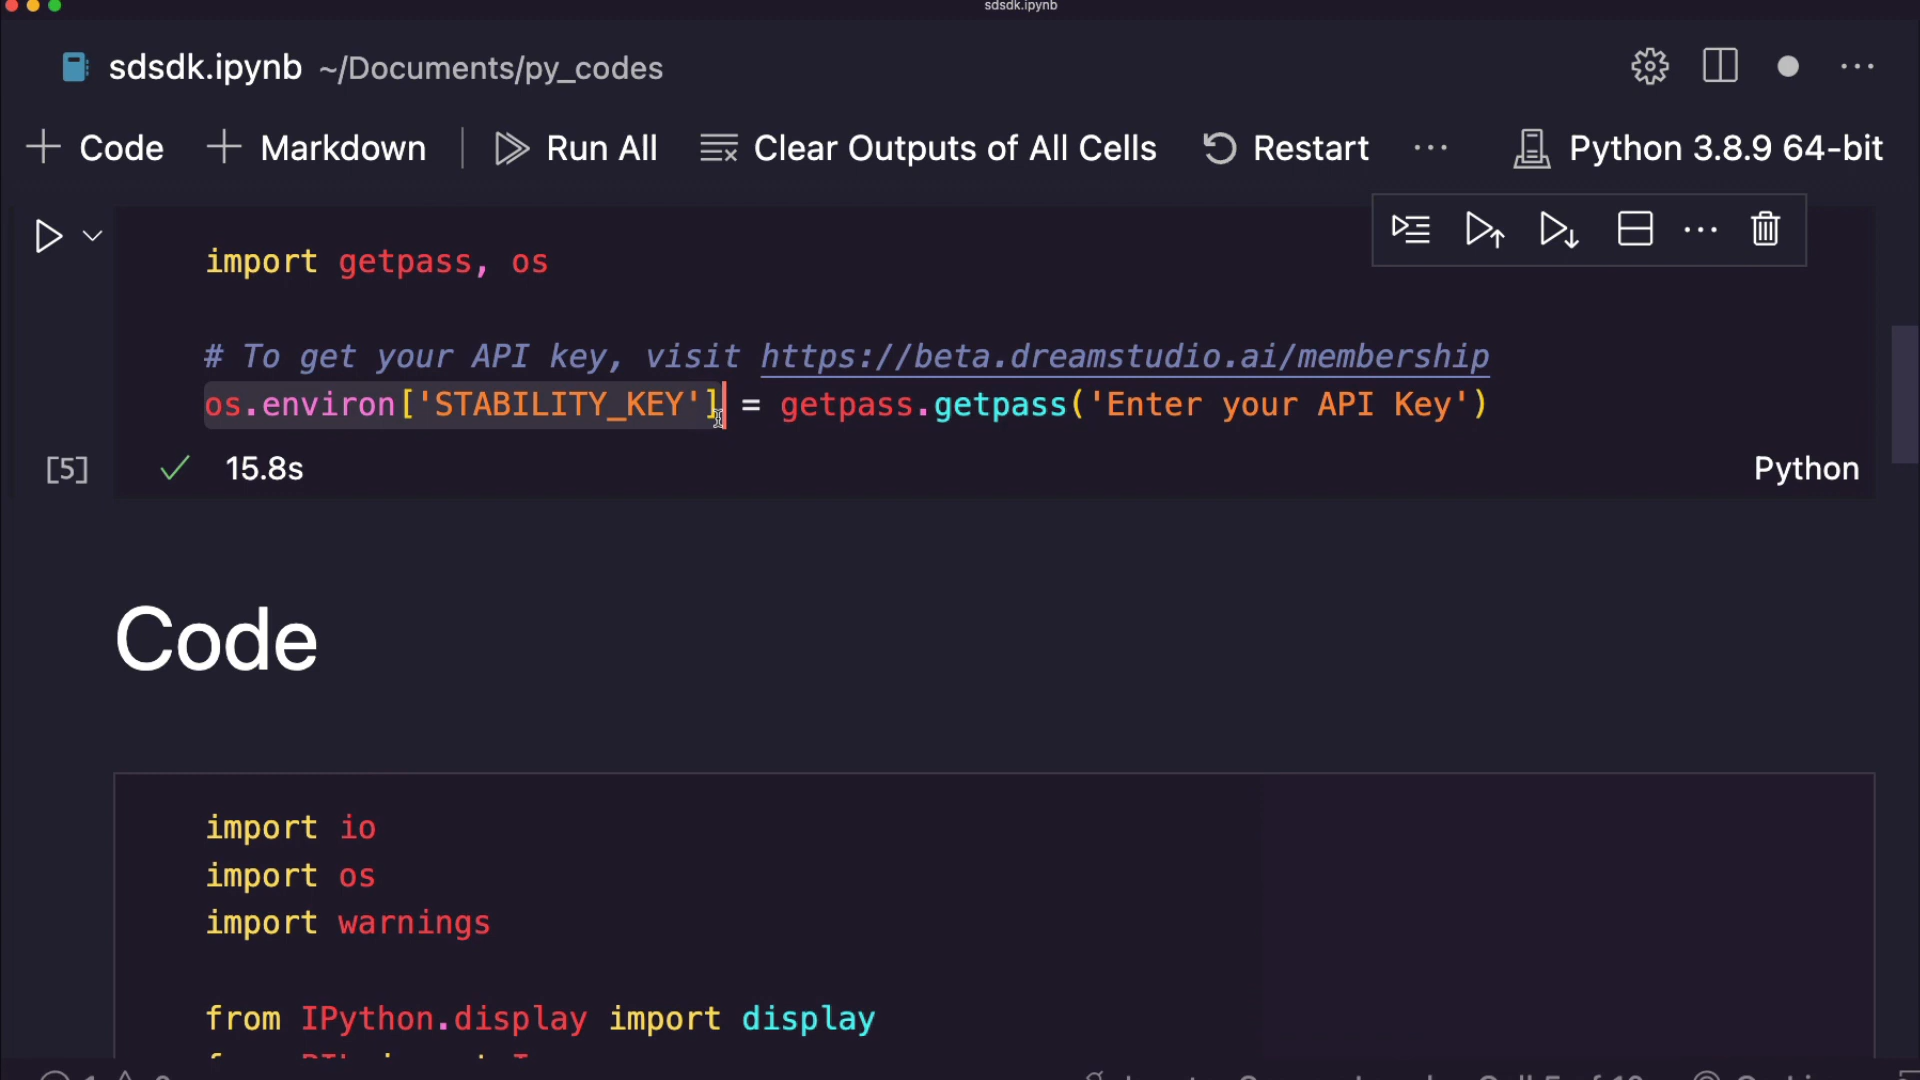 sdsdk.ipynb
sdsdk.ipynb ~/Documents/py_codes
Code Markdown Run All Clear Outputs of All Cells Restart Python 3.8.9 64-bit
import getpass, os
# To get your API key, visit https://beta.dreamstudio.ai/membership
os.environ['STABILITY_KEY'] = getpass.getpass('Enter your API Key')
[5] 15.8s Python
Code
import io
import os
import warnings
from IPython.display import display